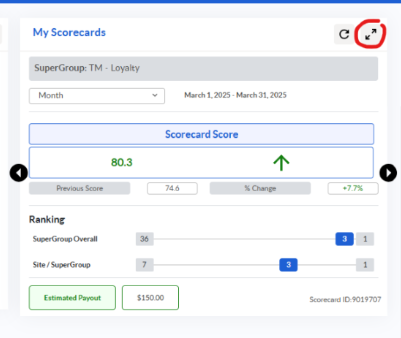 My Scorecards
SuperGroup: TM - Loyalty
Month March 1, 2025 - March 31, 2025
Scorecard Score
80.3
Previous Score 74.6 % Change +7.7%
Ranking
SuperGroup Overall 36 3 1
Site / SuperGroup 7 3 1
Estimated Payout $150.00 Scorecard ID:9019707